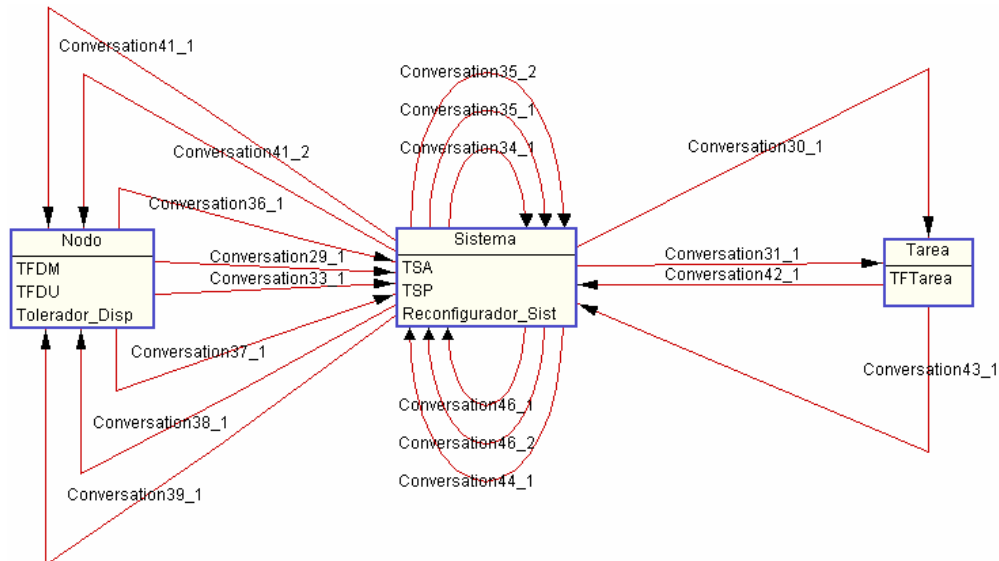 Conversation41_1
Conversation35_2
Conversation35_1
Conversation34_1
Conversation41_2
Conversation30_1
Conversation36_1
Nodo
TFDM
TFDU
Tolerador_Disp
Conversation29_1
Conversation33_1
Sistema
TSA
TSP
Reconfigurador_Sist
Conversation31_1
Conversation42_1
Tarea
TFTarea
Conversation37_1
Conversation43_1
Conversation46_1
Conversation38_1
Conversation46_2
Conversation44_1
Conversation39_1